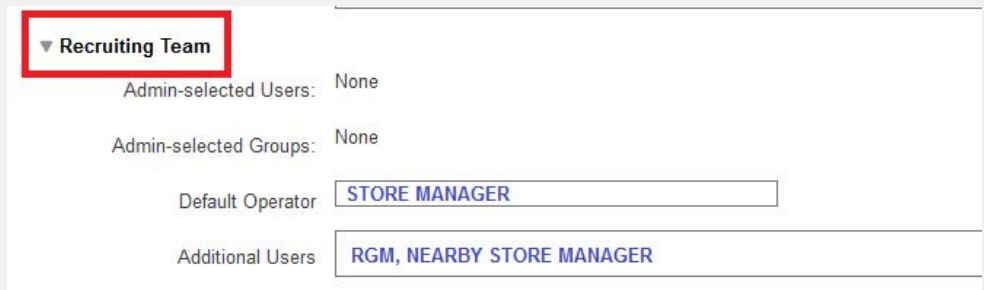 Recruiting Team
Admin-selected Users: None
Admin-selected Groups: None
Default Operator STORE MANAGER
Additional Users RGM, NEARBY STORE MANAGER